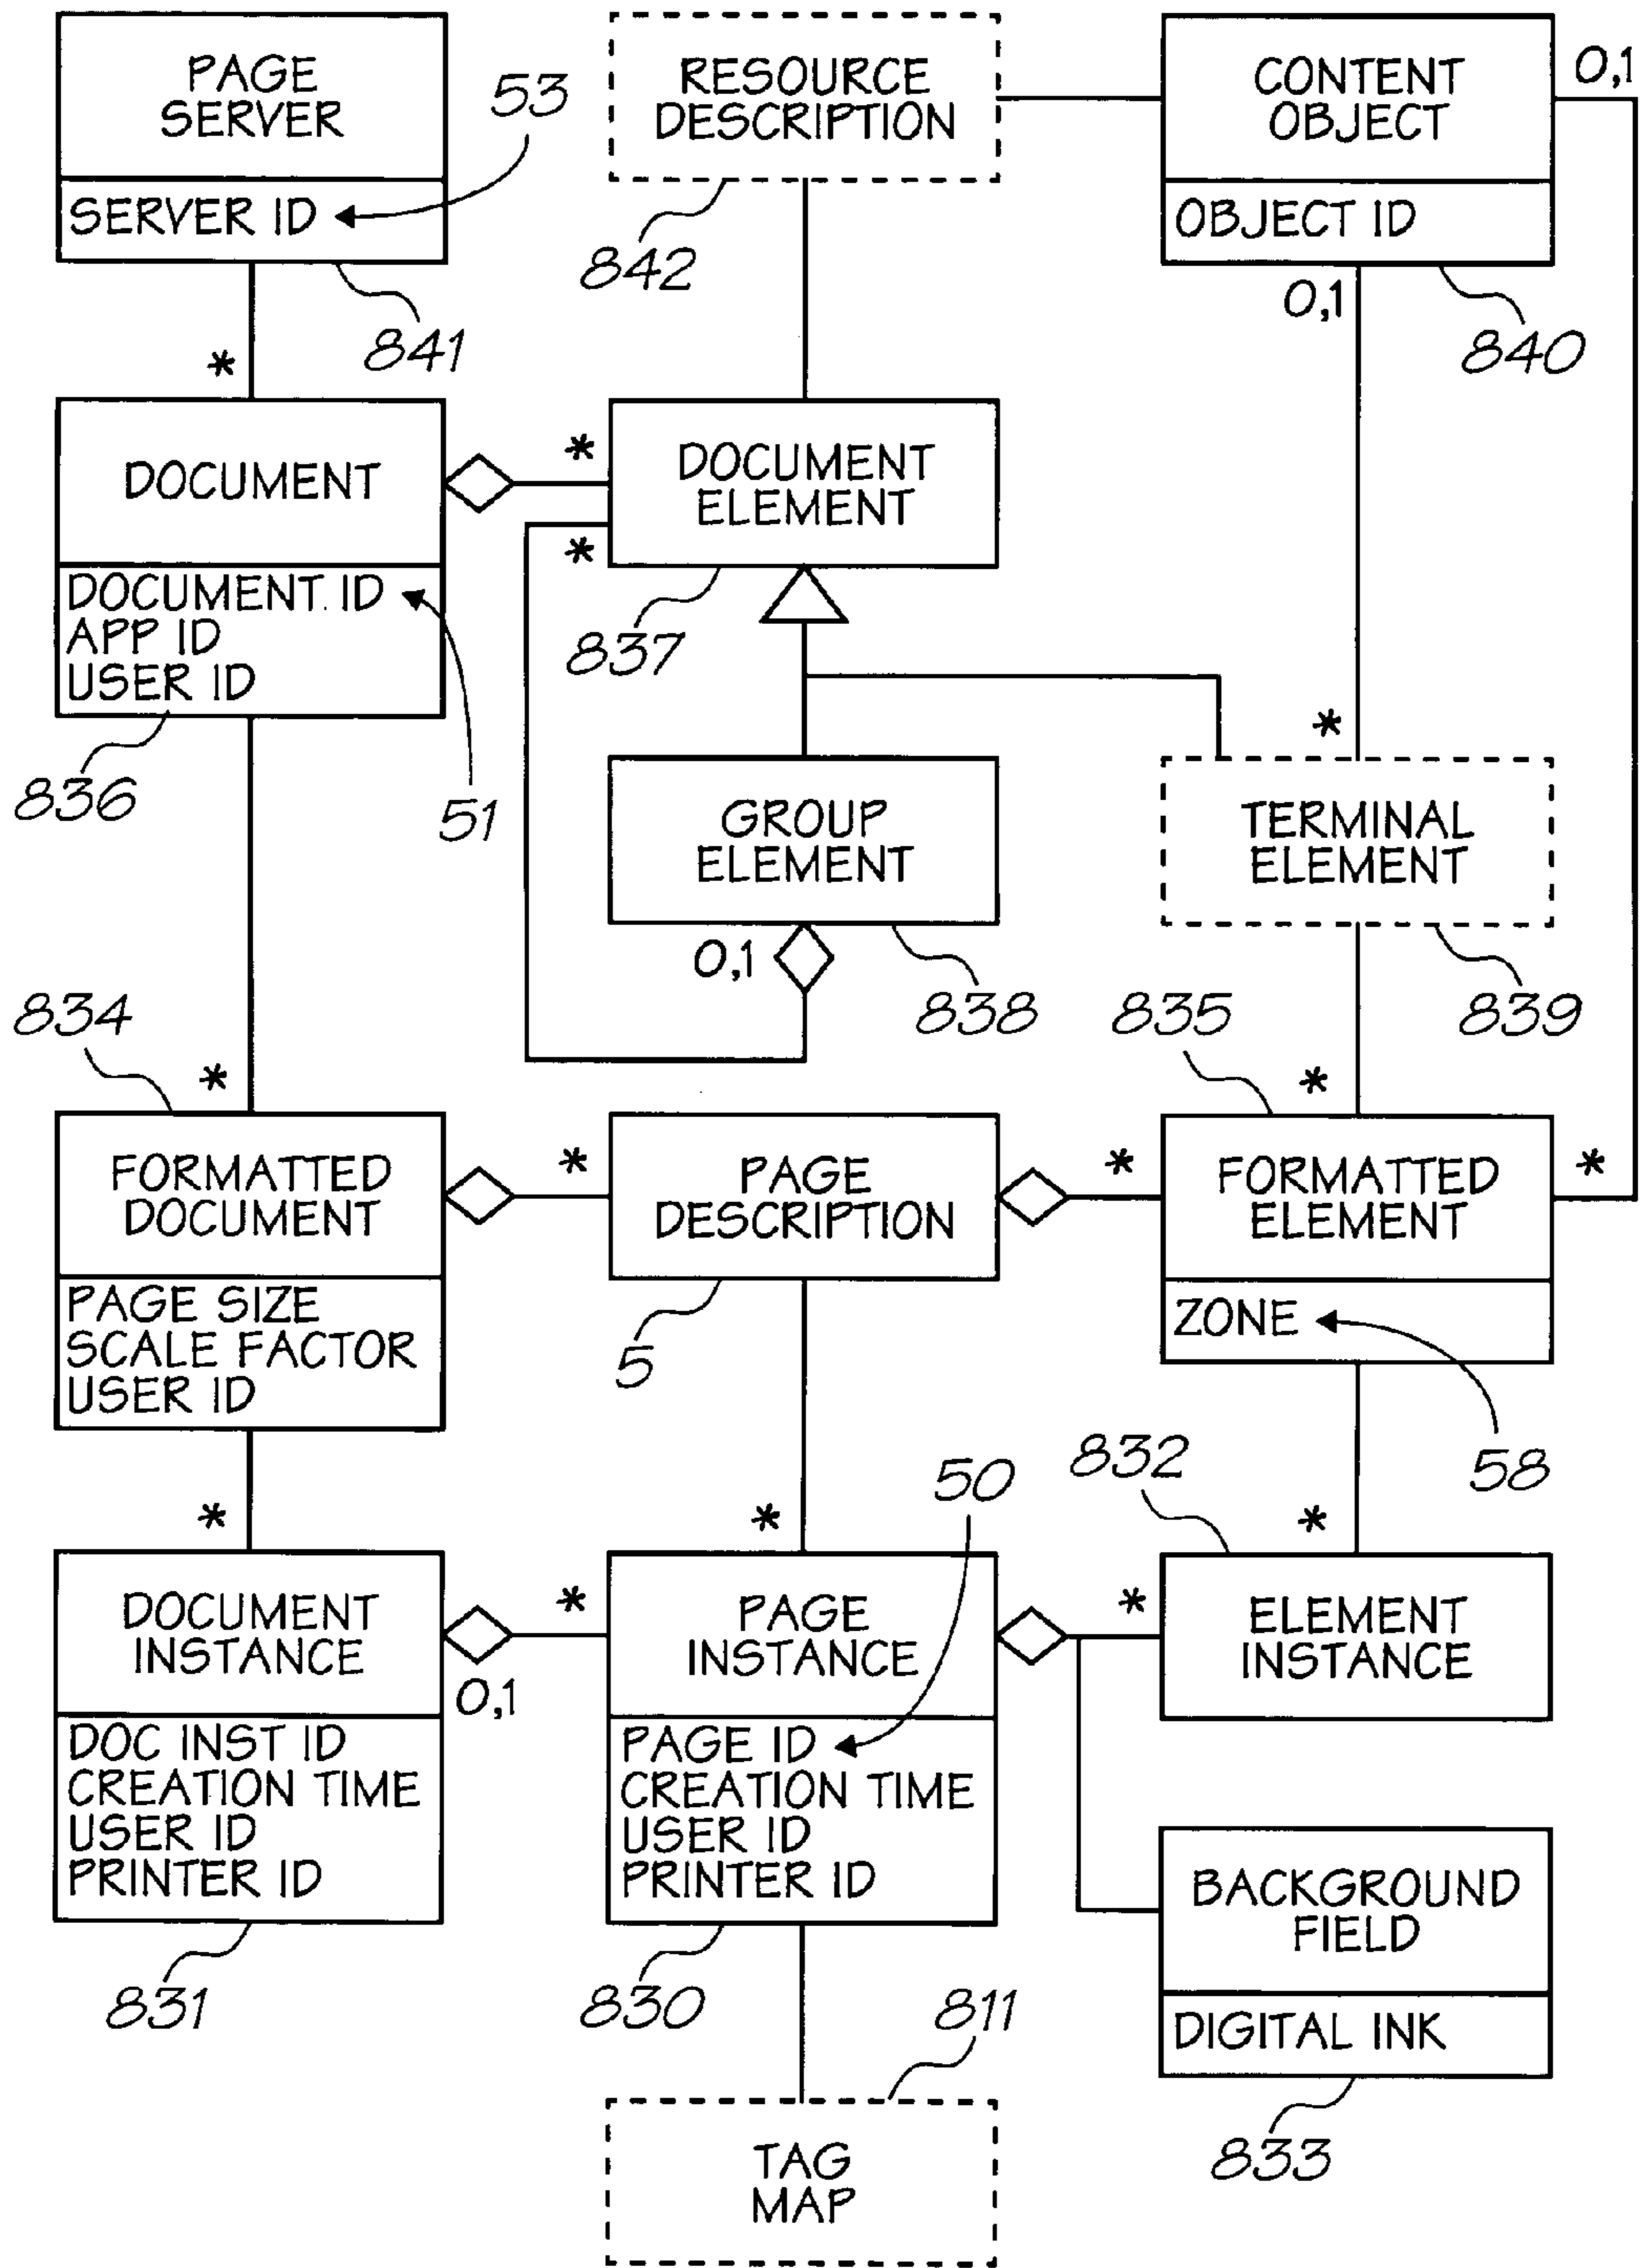 PAGE
SERVER
SERVER ID
53
841
RESOURCE
DESCRIPTION
842
CONTENT
OBJECT
OBJECT ID
0,1
0,1
840
*
DOCUMENT
DOCUMENT ID
APP ID
USER ID
836
51
*
*
DOCUMENT
ELEMENT
837
GROUP
ELEMENT
0,1
838
*
TERMINAL
ELEMENT
839
834
*
FORMATTED
DOCUMENT
PAGE SIZE
SCALE FACTOR
USER ID
*
PAGE
DESCRIPTION
5
835
*
*
*
FORMATTED
ELEMENT
ZONE
58
*
DOCUMENT
INSTANCE
0,1
DOC INST ID
CREATION TIME
USER ID
PRINTER ID
831
50
*
*
PAGE
INSTANCE
PAGE ID
CREATION TIME
USER ID
PRINTER ID
830
832
*
*
ELEMENT
INSTANCE
BACKGROUND
FIELD
DIGITAL INK
833
811
TAG
MAP